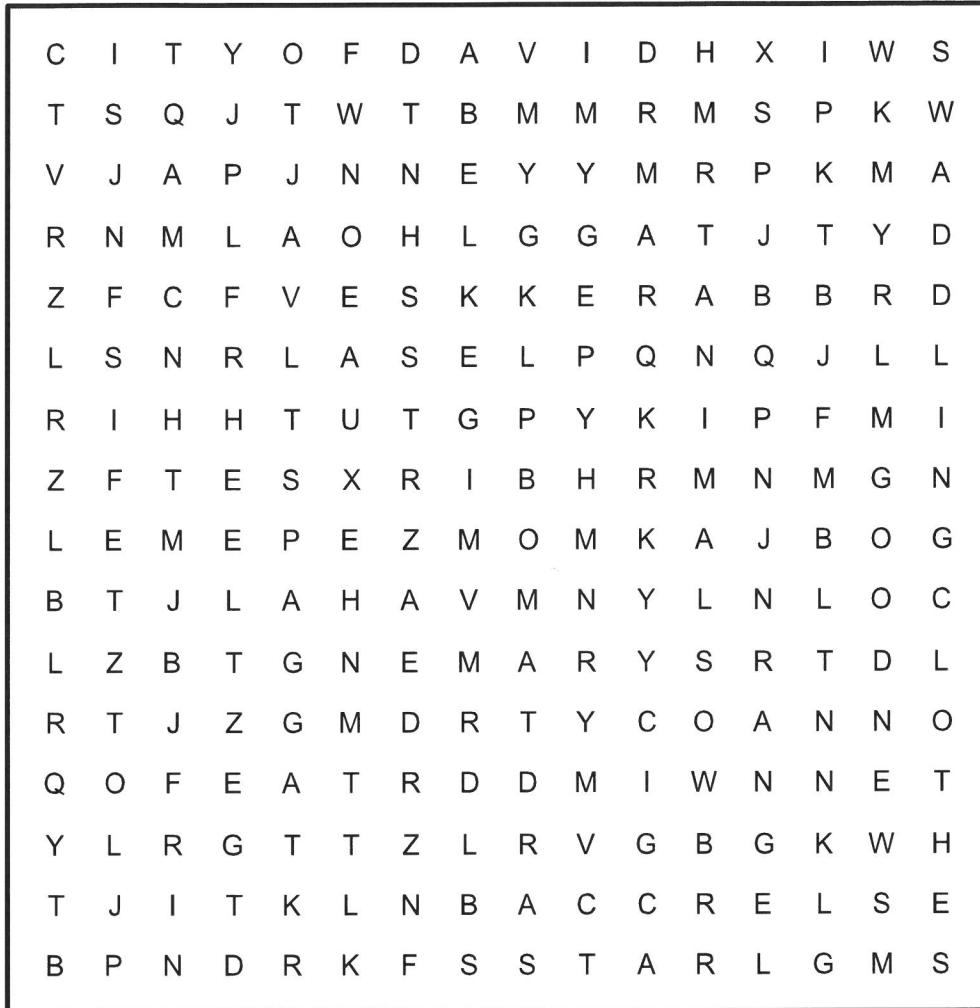 C I T Y O F D A V I D H X I W S
T S Q J T W T B M M R M S P K W
V J A P J N N E Y Y M R P K M A
R N M L A O H L G G A T J T Y D
Z F C F V E S K K E R A B B R D
L S N R L A S E L P Q N Q J L L
R I H H T U T G P Y K I P F M I
Z F T E S X R I B H R M N M G N
L E M E P E Z M O M K A J B O G
B T J L A H A V M N Y L N L O C
L Z B T G N E M A R Y S R T D L
R T J Z G M D R T Y C O A N N O
Q O F E A T R D D M I W N N E T
Y L R G T T Z L R V G B G K W H
T J I T K L N B A C C R E L S E
B P N D R K F S S T A R L G M S